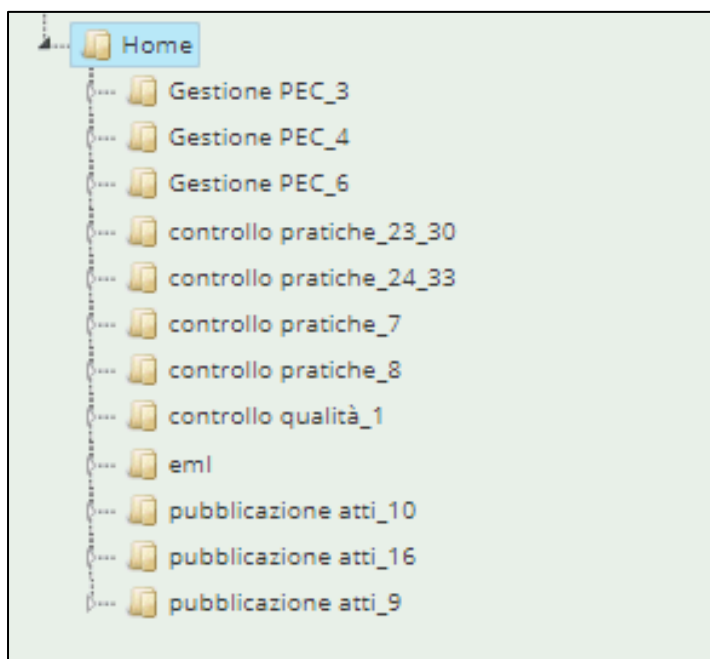 Home
Gestione PEC_3
Gestione PEC_4
Gestione PEC_6
controllo pratiche_23_30
controllo pratiche_24_33
controllo pratiche_7
controllo pratiche_8
controllo qualità_1
eml
pubblicazione atti_10
pubblicazione atti_16
pubblicazione atti_9